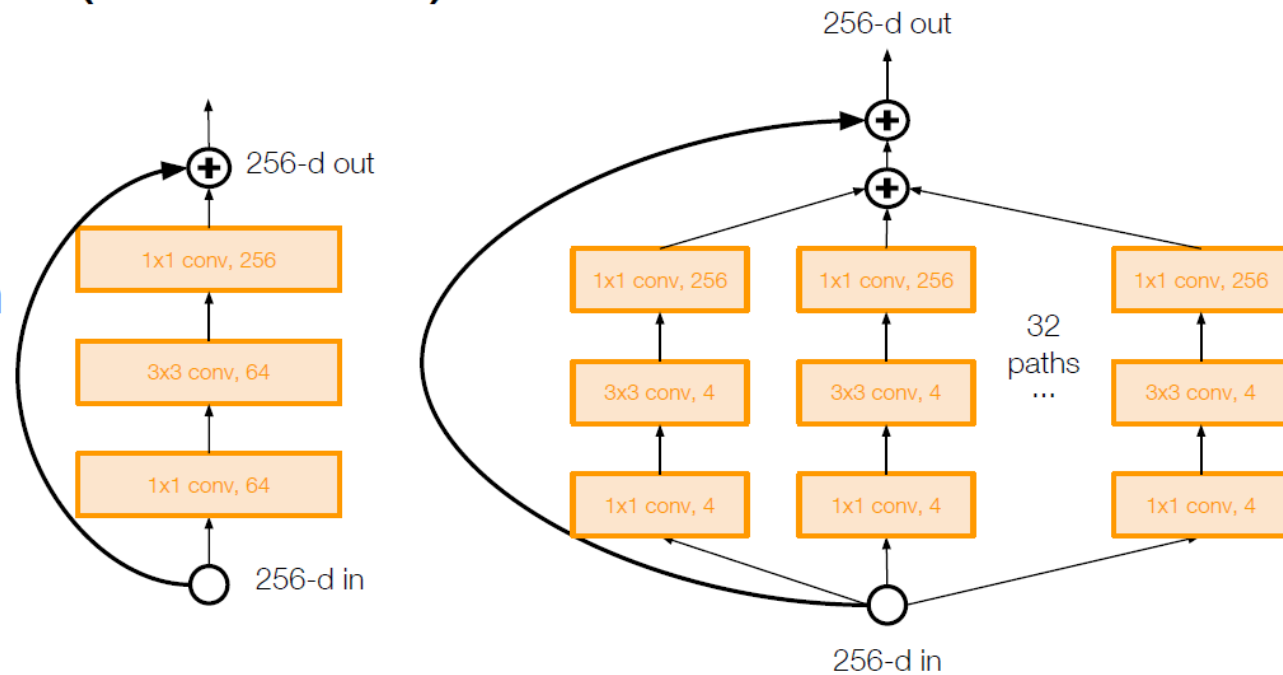 256-d out
256-d out
1x1 conv, 256
3x3 conv, 64
1x1 conv, 64
256-d in
1x1 conv, 256
1x1 conv, 256
1x1 conv, 256
32
paths
...
3x3 conv, 4
3x3 conv, 4
3x3 conv, 4
1x1 conv, 4
1x1 conv, 4
1x1 conv, 4
256-d in